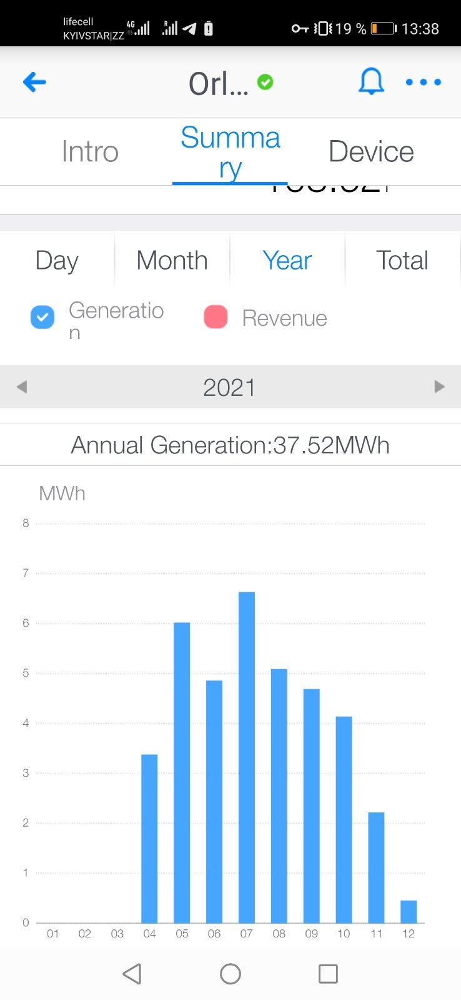 lifecell
KYIVSTAR|ZZ
4G
R
19 %
13:38
Orl...
Intro
Summa
ry
Device
Day
Month
Year
Total
Generatio
n
Revenue
2021
Annual Generation:37.52MWh
MWh
8
7
6
5
4
3
2
1
0
01 02 03 04 05 06 07 08 09 10 11 12